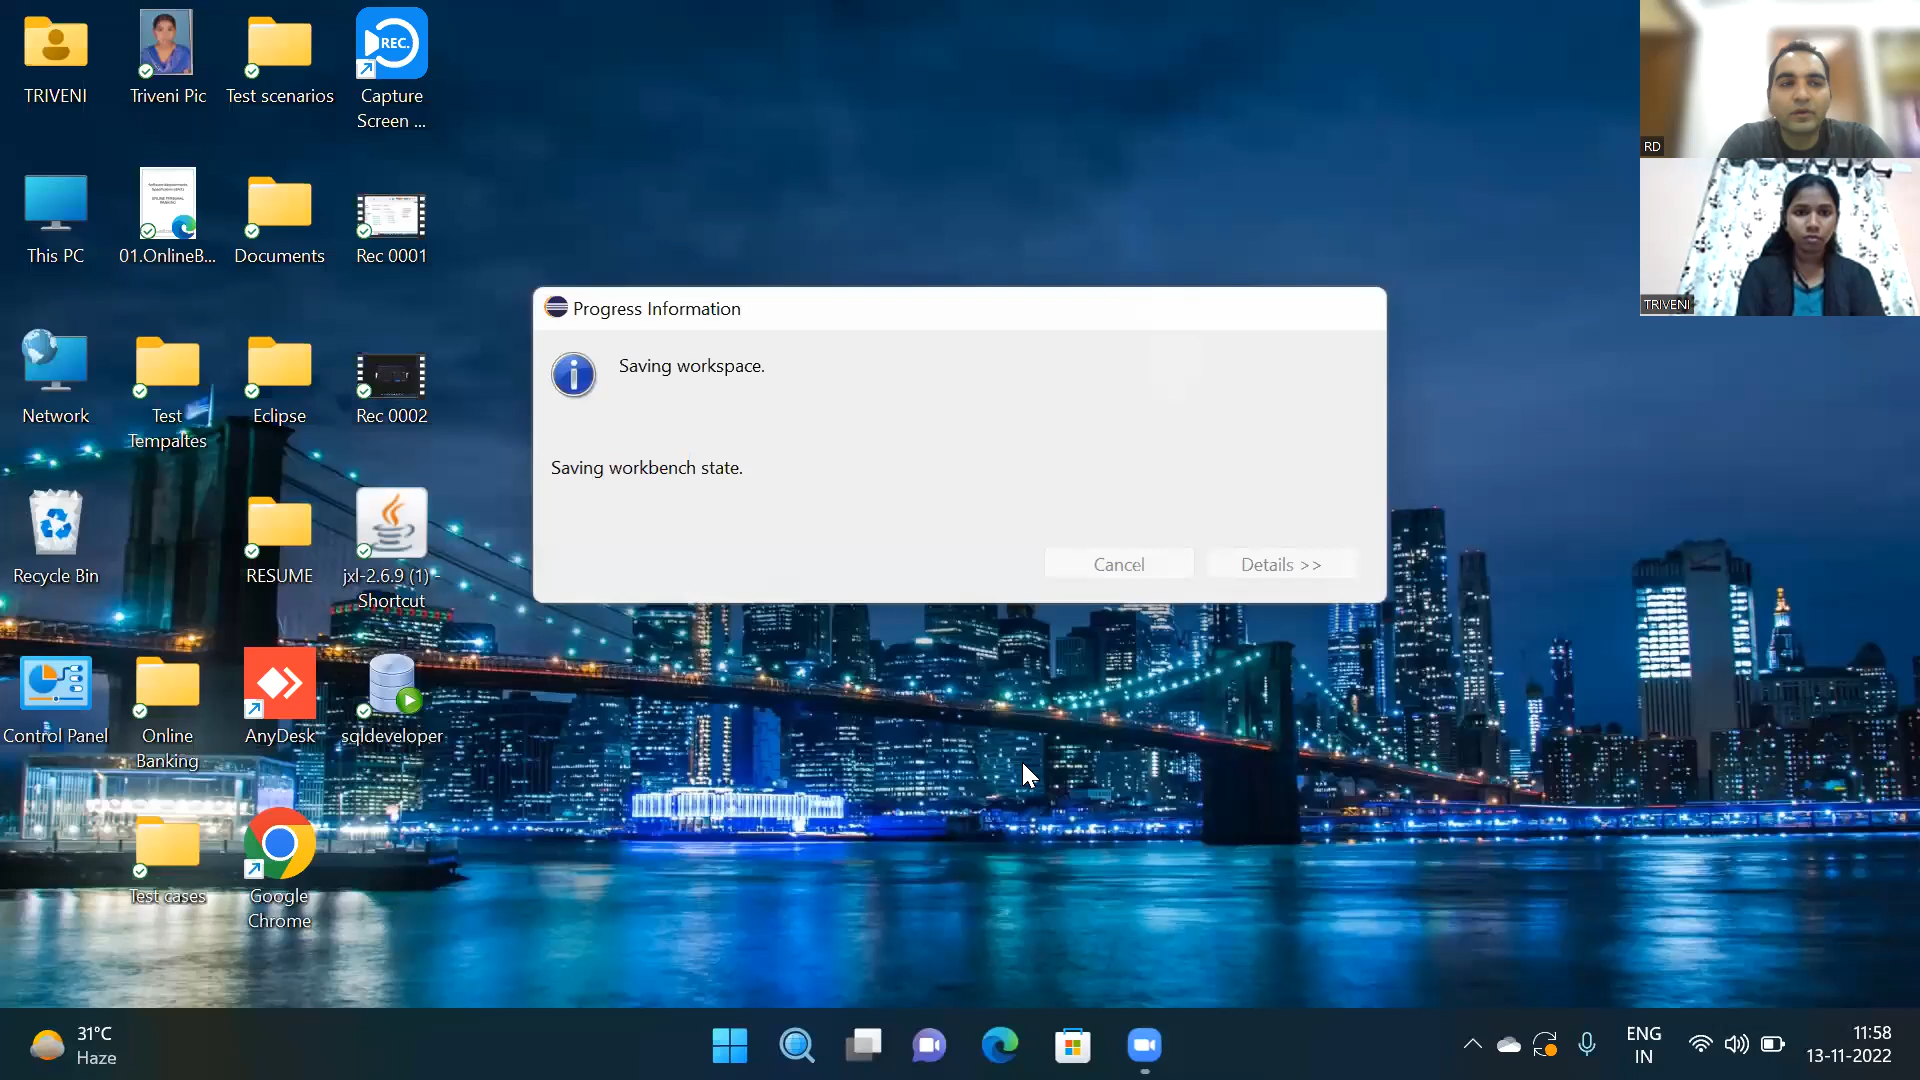 TRIVENI
Triveni Pic
Test scenarios
REC.
Capture
Screen ...
This PC
01.OnlineB...
Documents
Rec 0001
Network
Test
Tempaltes
Eclipse
Rec 0002
Recycle Bin
RESUME
jxl-2.6.9 (1) -
Shortcut
Control Panel
Online
Banking
AnyDesk
sqldeveloper
Test cases
Google
Chrome
Progress Information
Saving workspace.
Saving workbench state.
Cancel
Details >>
RD
TRIVENI
31°C
Haze
ENG
IN
11:58
13-11-2022